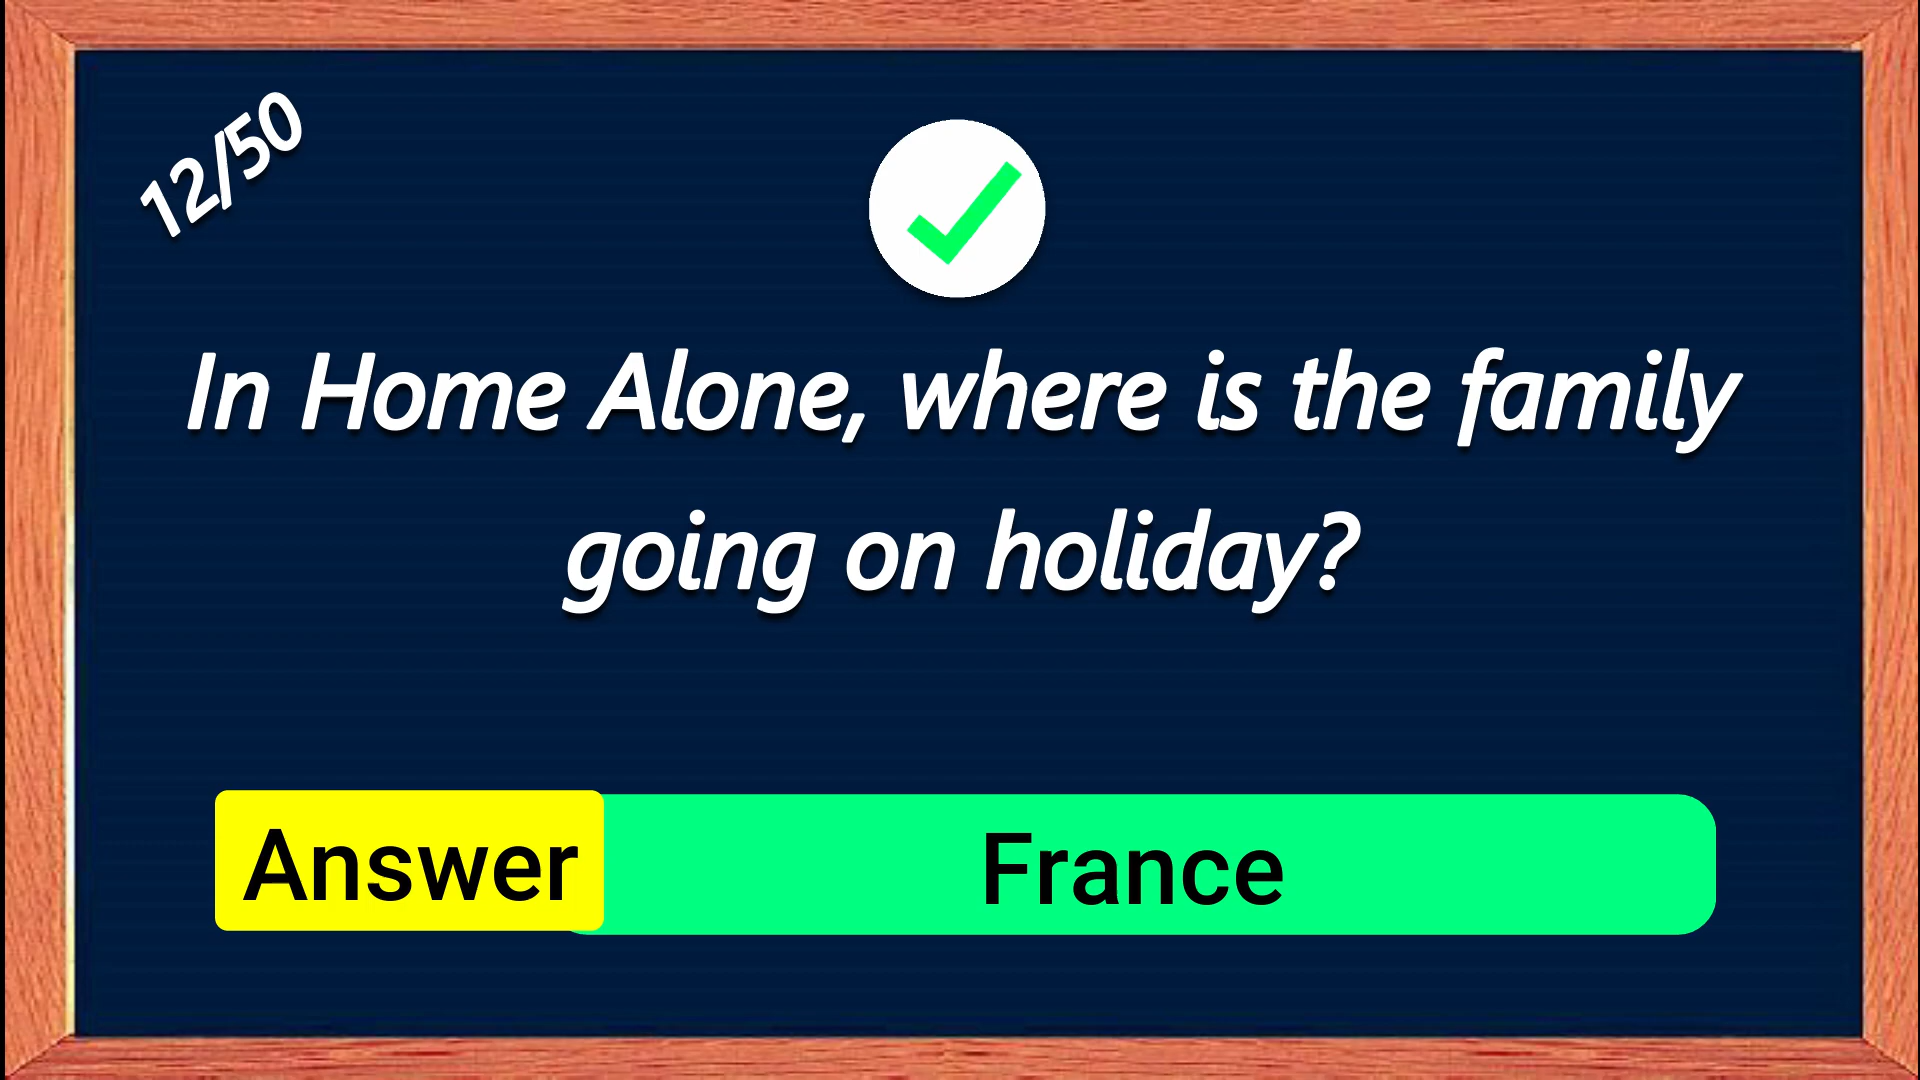 12/50
In Home Alone, where is the family
going on holiday?
Answer
France